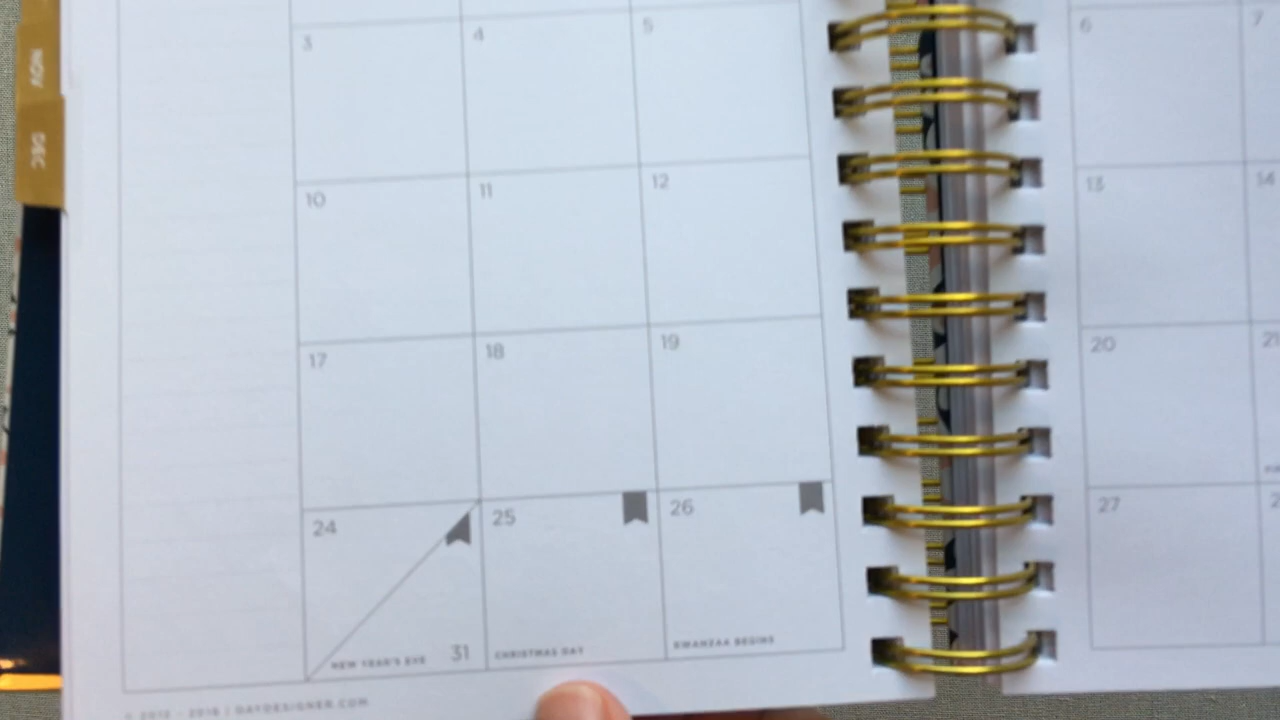 NOV
DEC
3 4 5 6 7
10 11 12 13 14
17 18 19 20
24 25 26 27
NEW YEAR'S EVE 31 CHRISTMAS DAY KWANZAA BEGINS
DAYDESIGNER.COM